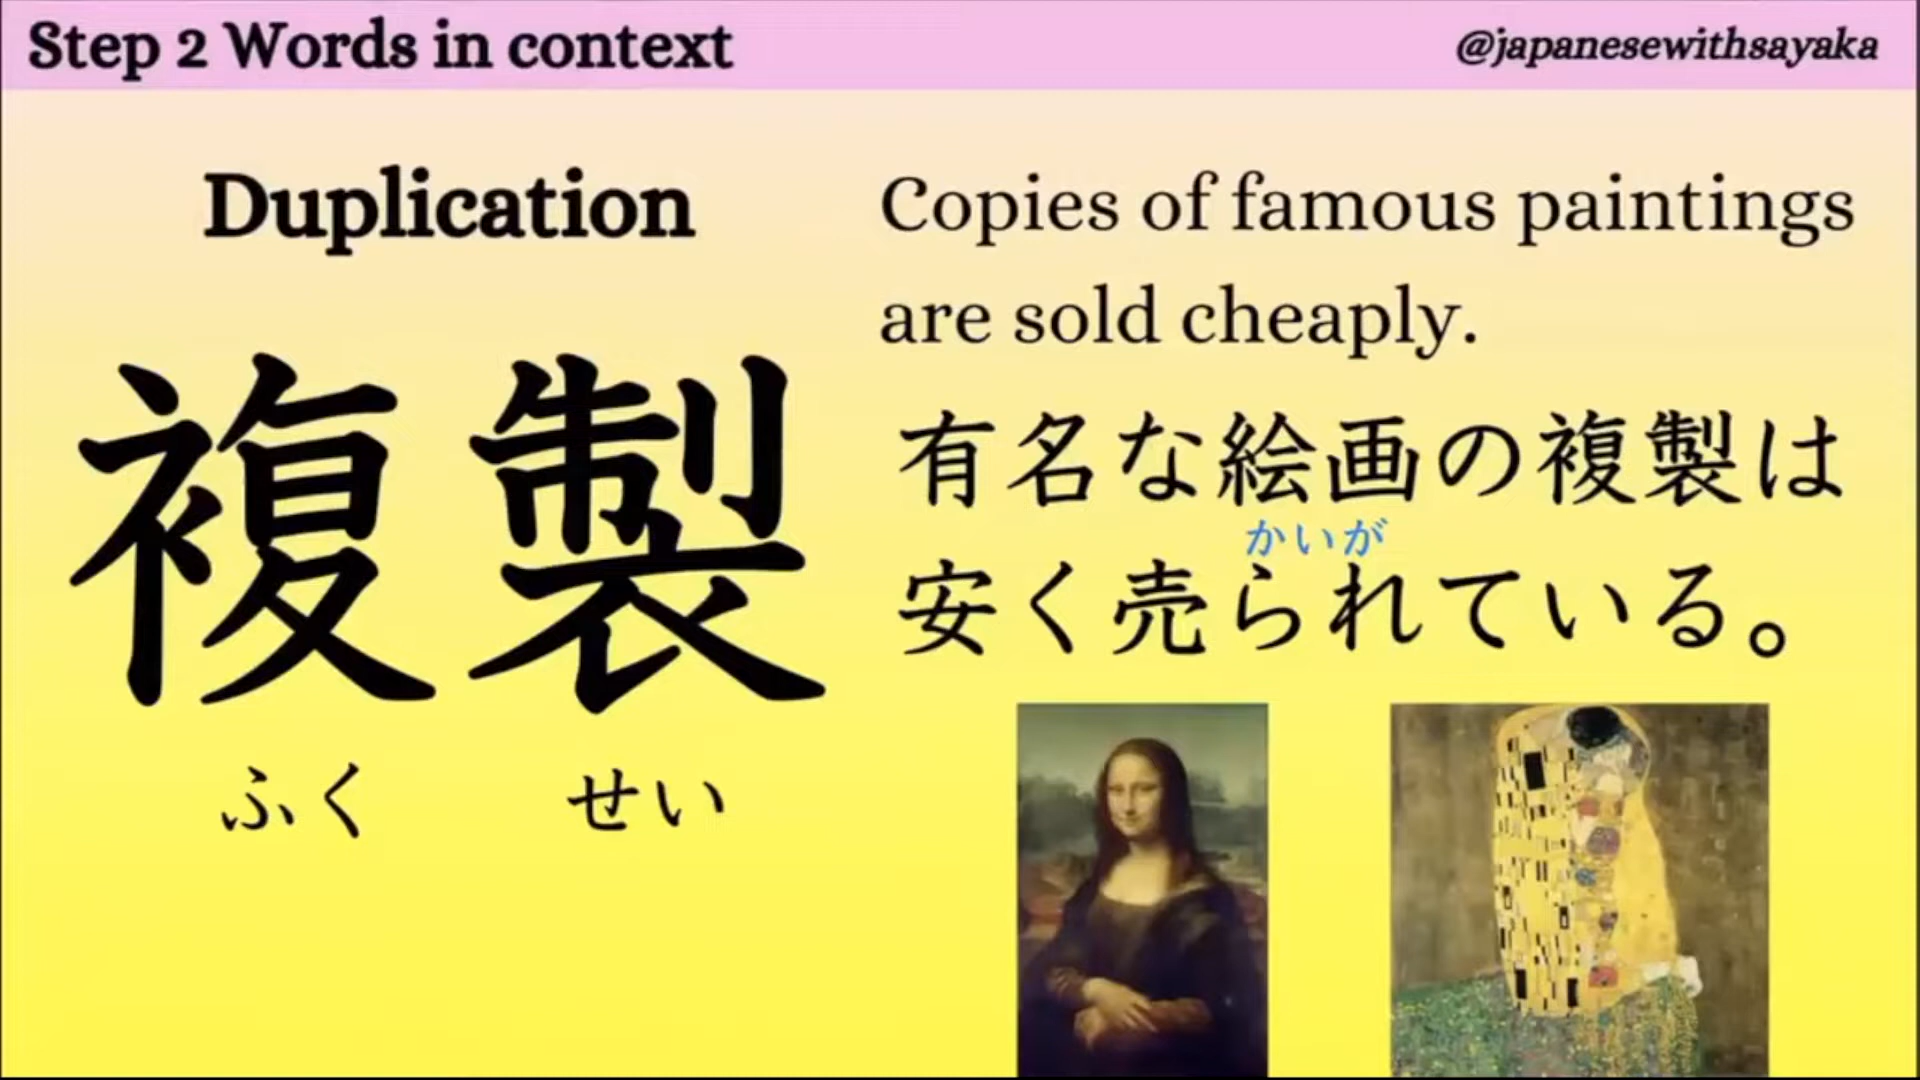 Step 2 Words in context
@japanesewithsayaka
Duplication
複製
ふく せい
Copies of famous paintings
are sold cheaply.
有名な絵画の複製は
かいが
安く売られている。